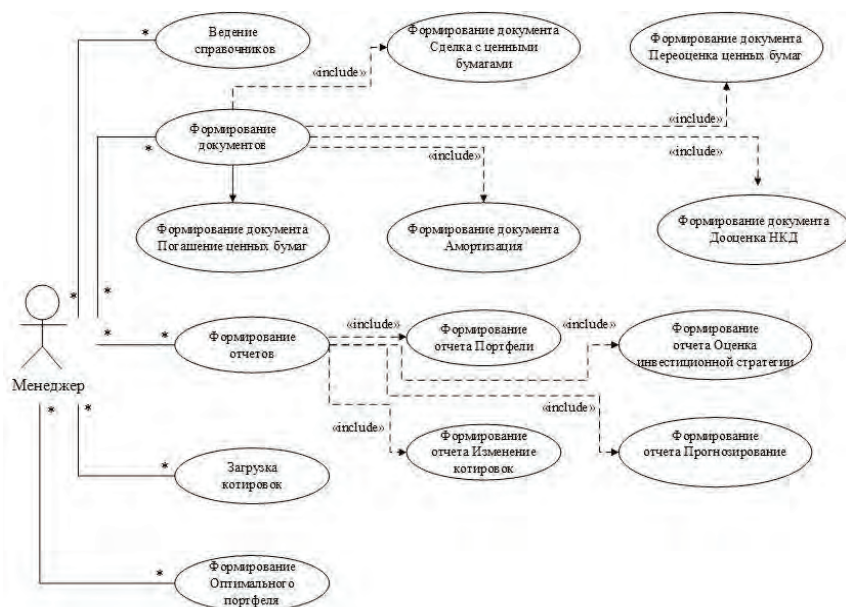 Ведение
справочников
Формирование документа
Сделка с ценными
бумагами
Формирование документа
Переоценка ценных бумаг
«include»
«include»
Формирование
документов
«include»
«include»
Формирование документа
Погашение ценных бумаг
Формирование документа
Амортизация
Формирование документа
Дооценка НКД
Менеджер
Формирование
отчетов
«include»
Формирование
отчета Портфели
«include»
Формирование
отчета Оценка
инвестиционной стратегии
«include»
Формирование
отчета Изменение
котировок
«include»
Формирование
отчета Прогнозирование
Загрузка
котировок
Формирование
Оптимального
портфеля
* * * * * * * * * *